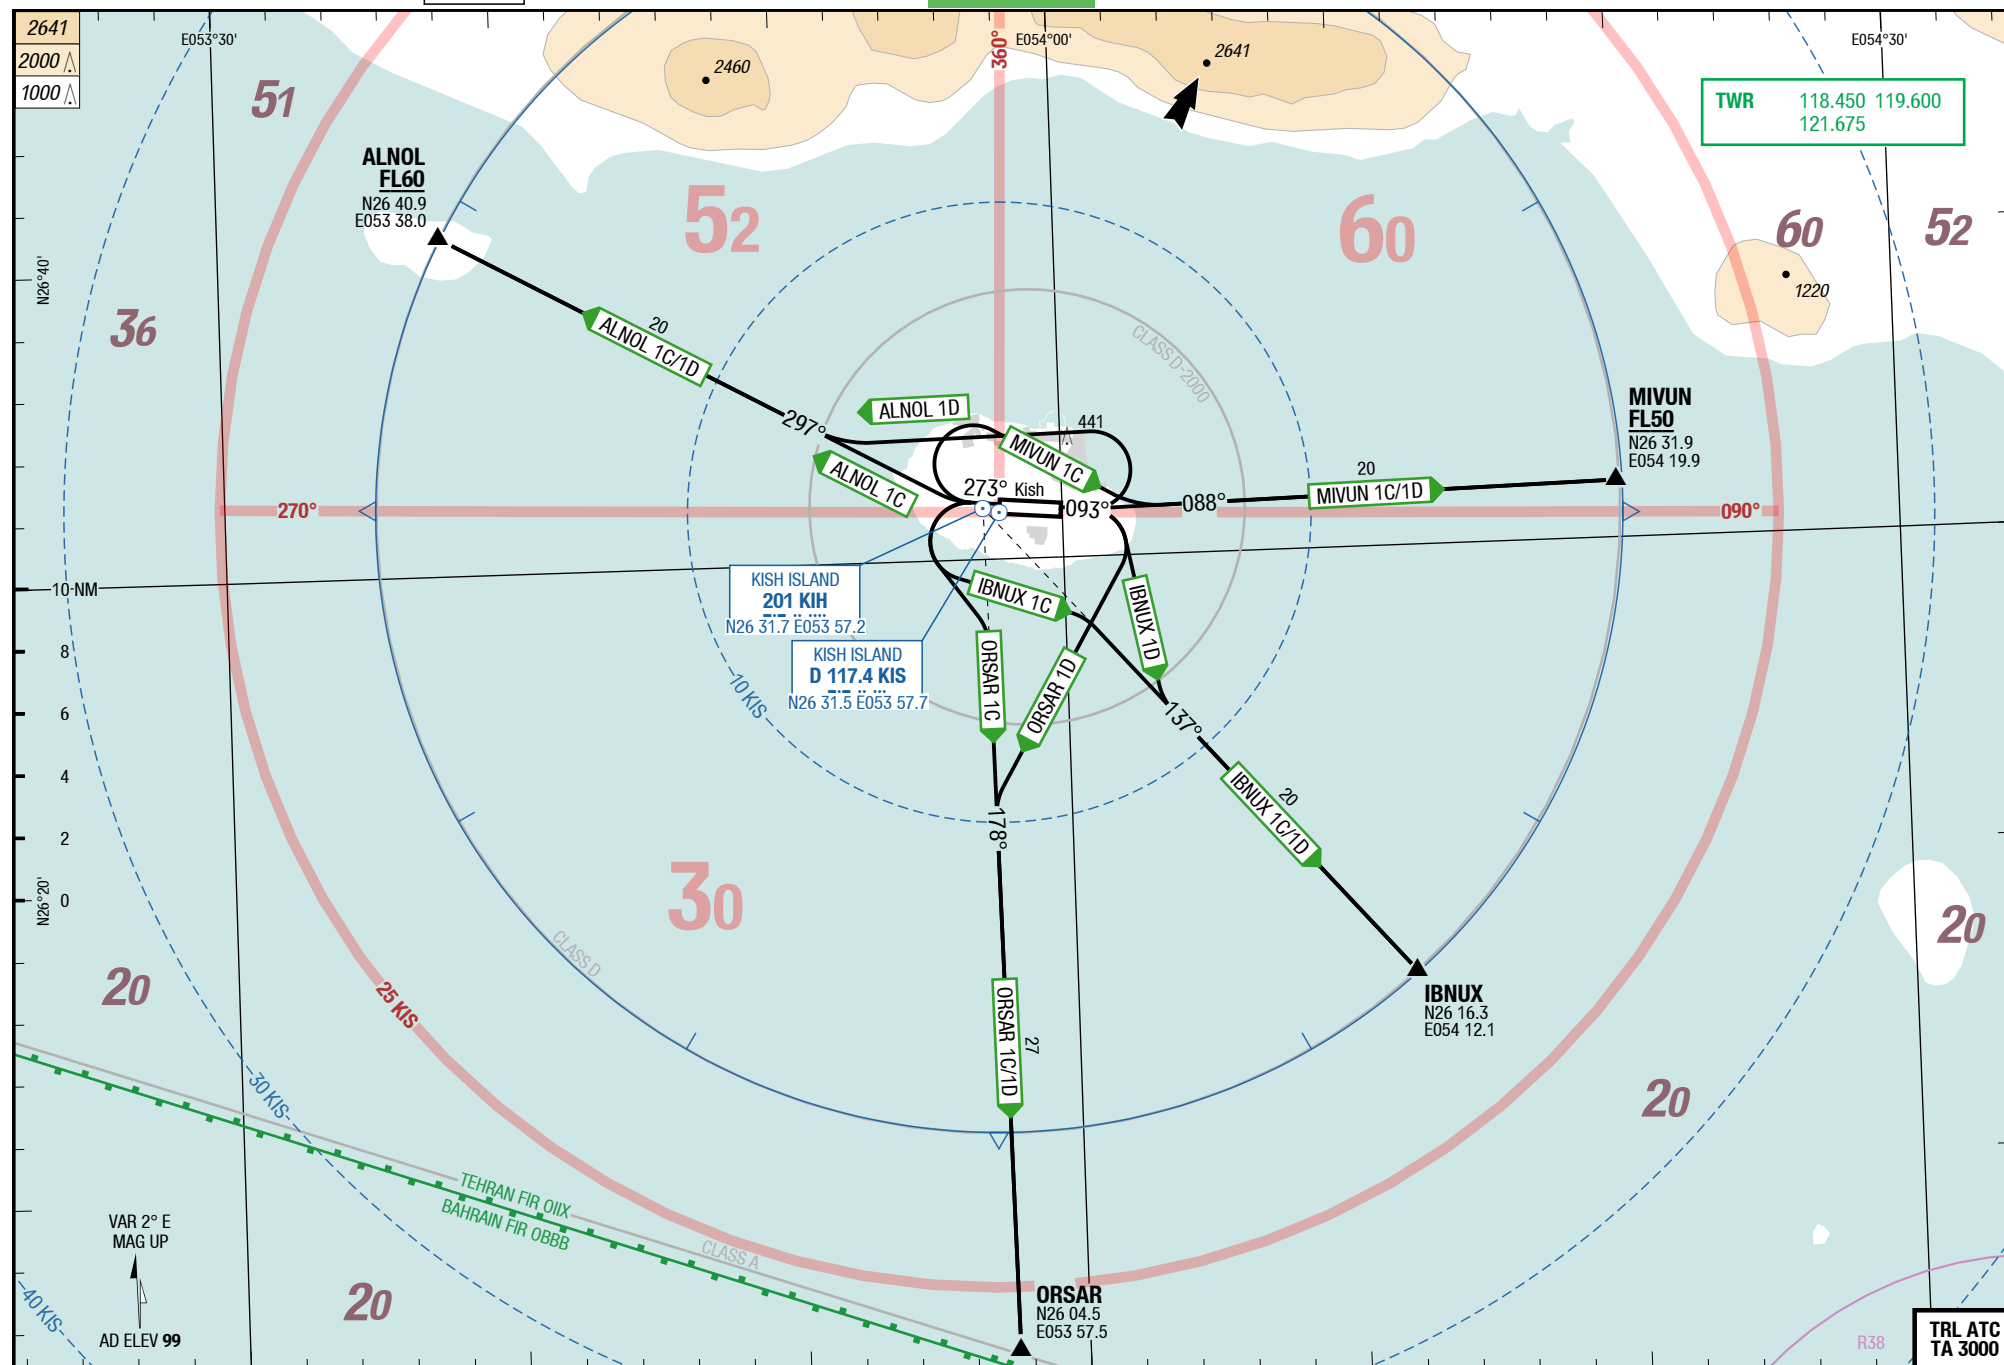 2641
2000
1000
E053°30'
E054°00'
E054°30'
51
2460
360°
2641
TWR 118.450 119.600
121.675
ALNOL
FL60
N26 40.9
E053 38.0
52
60
60
52
N26°40'
36
1220
20
ALNOL 1C/1D
CLASS D-2000
297°
ALNOL 1D
441
MIVUN 1C
ALNOL 1C
MIVUN
FL50
N26 31.9
E054 19.9
20
MIVUN 1C/1D
273° Kish
093°
088°
270°
090°
10 NM
8
6
4
2
0
N26°20'
KISH ISLAND
201 KIH
N26 31.7 E053 57.2
KISH ISLAND
D 117.4 KIS
N26 31.5 E053 57.7
IBNUX 1C
IBNUX 1D
ORSAR 1C
ORSAR 1D
10 KIS
137°
20
IBNUX 1C/1D
178°
30
CLASS D
20
20
25 KIS
IBNUX
N26 16.3
E054 12.1
ORSAR 1C/1D
27
30 KIS
20
TEHRAN FIR OIIX
BAHRAIN FIR OBBB
CLASS A
VAR 2° E
MAG UP
AD ELEV 99
40 KIS
20
ORSAR
N26 04.5
E053 57.5
R38
TRL ATC
TA 3000